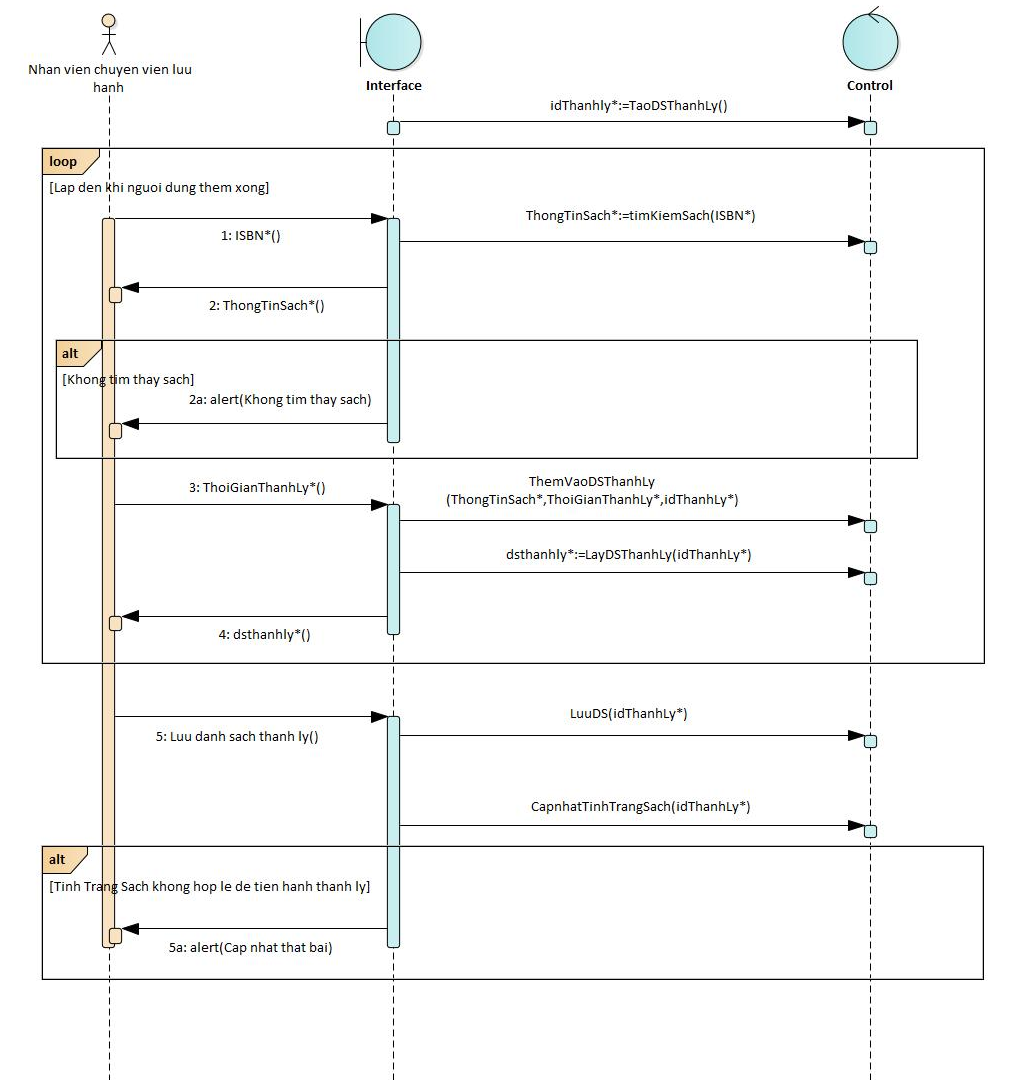 Nhan vien chuyen vien luu
hanh
Interface
Control
idThanhly*:=TaoDSThanhLy()
loop
[Lap den khi nguoi dung them xong]
ThongTinSach*:=timKiemSach(ISBN*)
1: ISBN*()
2: ThongTinSach*()
alt
[Khong tim thay sach]
2a: alert(Khong tim thay sach)
3: ThoiGianThanhLy*()
ThemVaoDSThanhLy
(ThongTinSach*,ThoiGianThanhLy*,idThanhLy*)
dsthanhly*:=LayDSThanhLy(idThanhLy*)
4: dsthanhly*()
LuuDS(idThanhLy*)
5: Luu danh sach thanh ly()
CapnhatTinhTrangSach(idThanhLy*)
alt
[Tinh Trang Sach khong hop le de tien hanh thanh ly]
5a: alert(Cap nhat that bai)